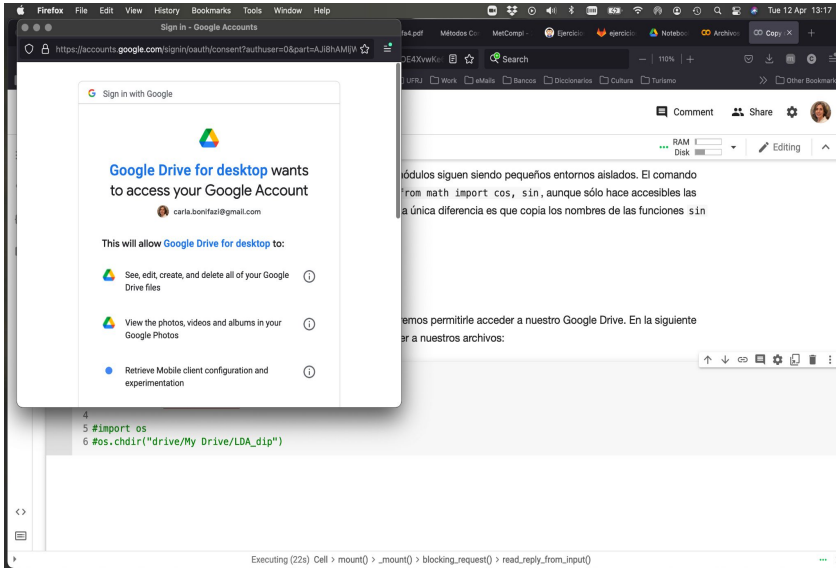 Firefox File Edit View History Bookmarks Tools Window Help
Tue 12 Apr 13:17
Sign in - Google Accounts
fa4.pdf Métodos Co MetCompl - Ejercicio ejercicio Noteboo Archivos Copy
https://accounts.google.com/signin/oauth/consent?authuser=0&part=AJiBhAMljW
Search
110%
UFRJ Work eMails Bancos Diccionarios Cultura Turismo Other Bookmark
Sign in with Google
Comment Share
RAM
Disk
Editing
Google Drive for desktop wants
to access your Google Account
carla.bonifazi@gmail.com
ódulos siguen siendo pequeños entornos aislados. El comando
from math import cos, sin, aunque sólo hace accesibles las
a única diferencia es que copia los nombres de las funciones sin
This will allow Google Drive for desktop to:
See, edit, create, and delete all of your Google
Drive files
View the photos, videos and albums in your
Google Photos
Retrieve Mobile client configuration and
experimentation
remos permitirle acceder a nuestro Google Drive. En la siguiente
er a nuestros archivos:
4
5 #import os
6 #os.chdir("drive/My Drive/LDA_dip")
Executing (22s) Cell > mount() > _mount() > blocking_request() > read_reply_from_input()